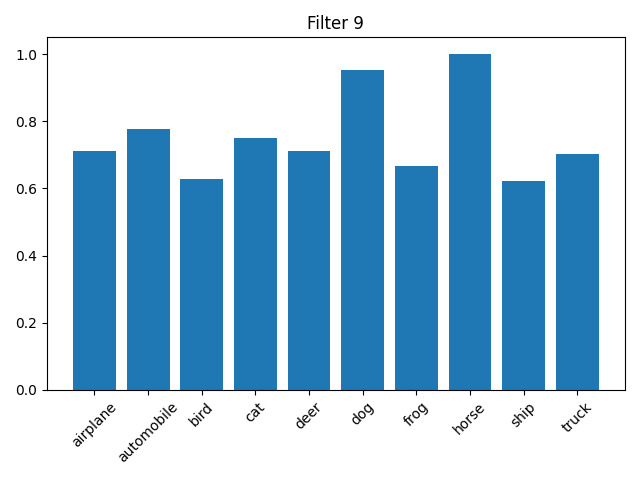 Filter 9
1.0
0.8
0.6
0.4
0.2
0.0
airplane
automobile
bird
cat
deer
dog
frog
horse
ship
truck